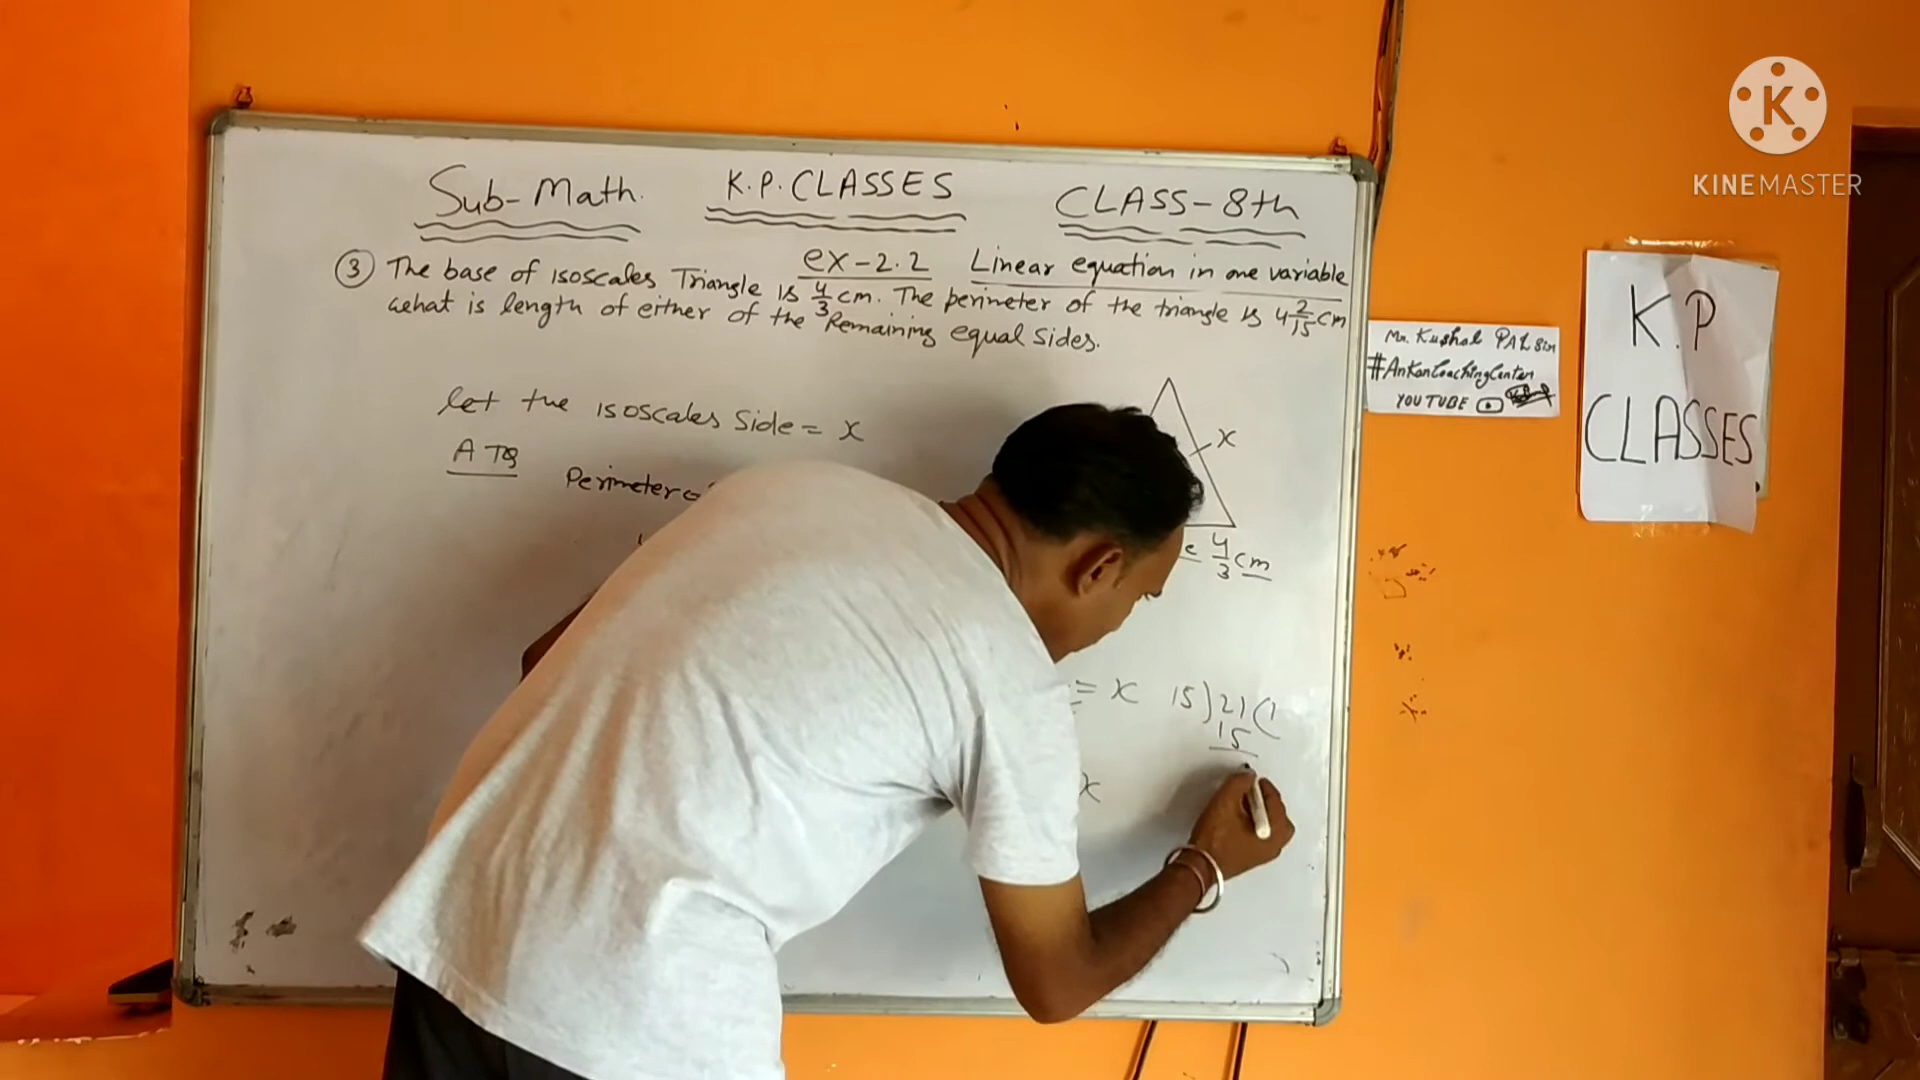 Sub-Math. K.P.CLASSES CLASS-8th
ex-2.2 Linear equation in one variable
③ The base of isoscales Triangle is 4/3 cm. The perimeter of the triangle is 4 2/15 cm
what is length of either of the Remaining equal sides.
let the isoscales side = x
ATQ
Perimeter
x
4/3 cm
= x 15)21(1
15
x
Mr. Kushal PAL
#AnKanCoachingCenter
YOUTUBE
K.P
CLASSES
K
KINEMASTER